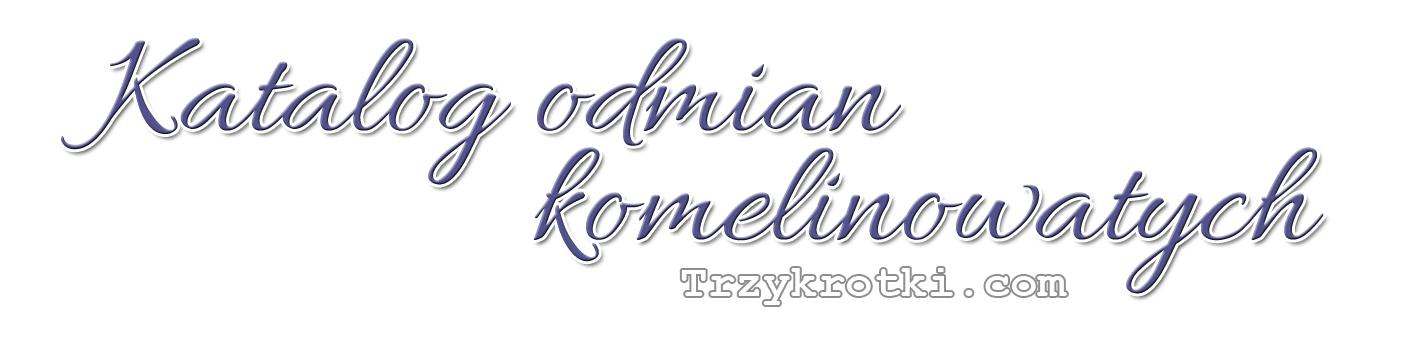 Katalog odmian
komelinowatych
Trzykrotki.com